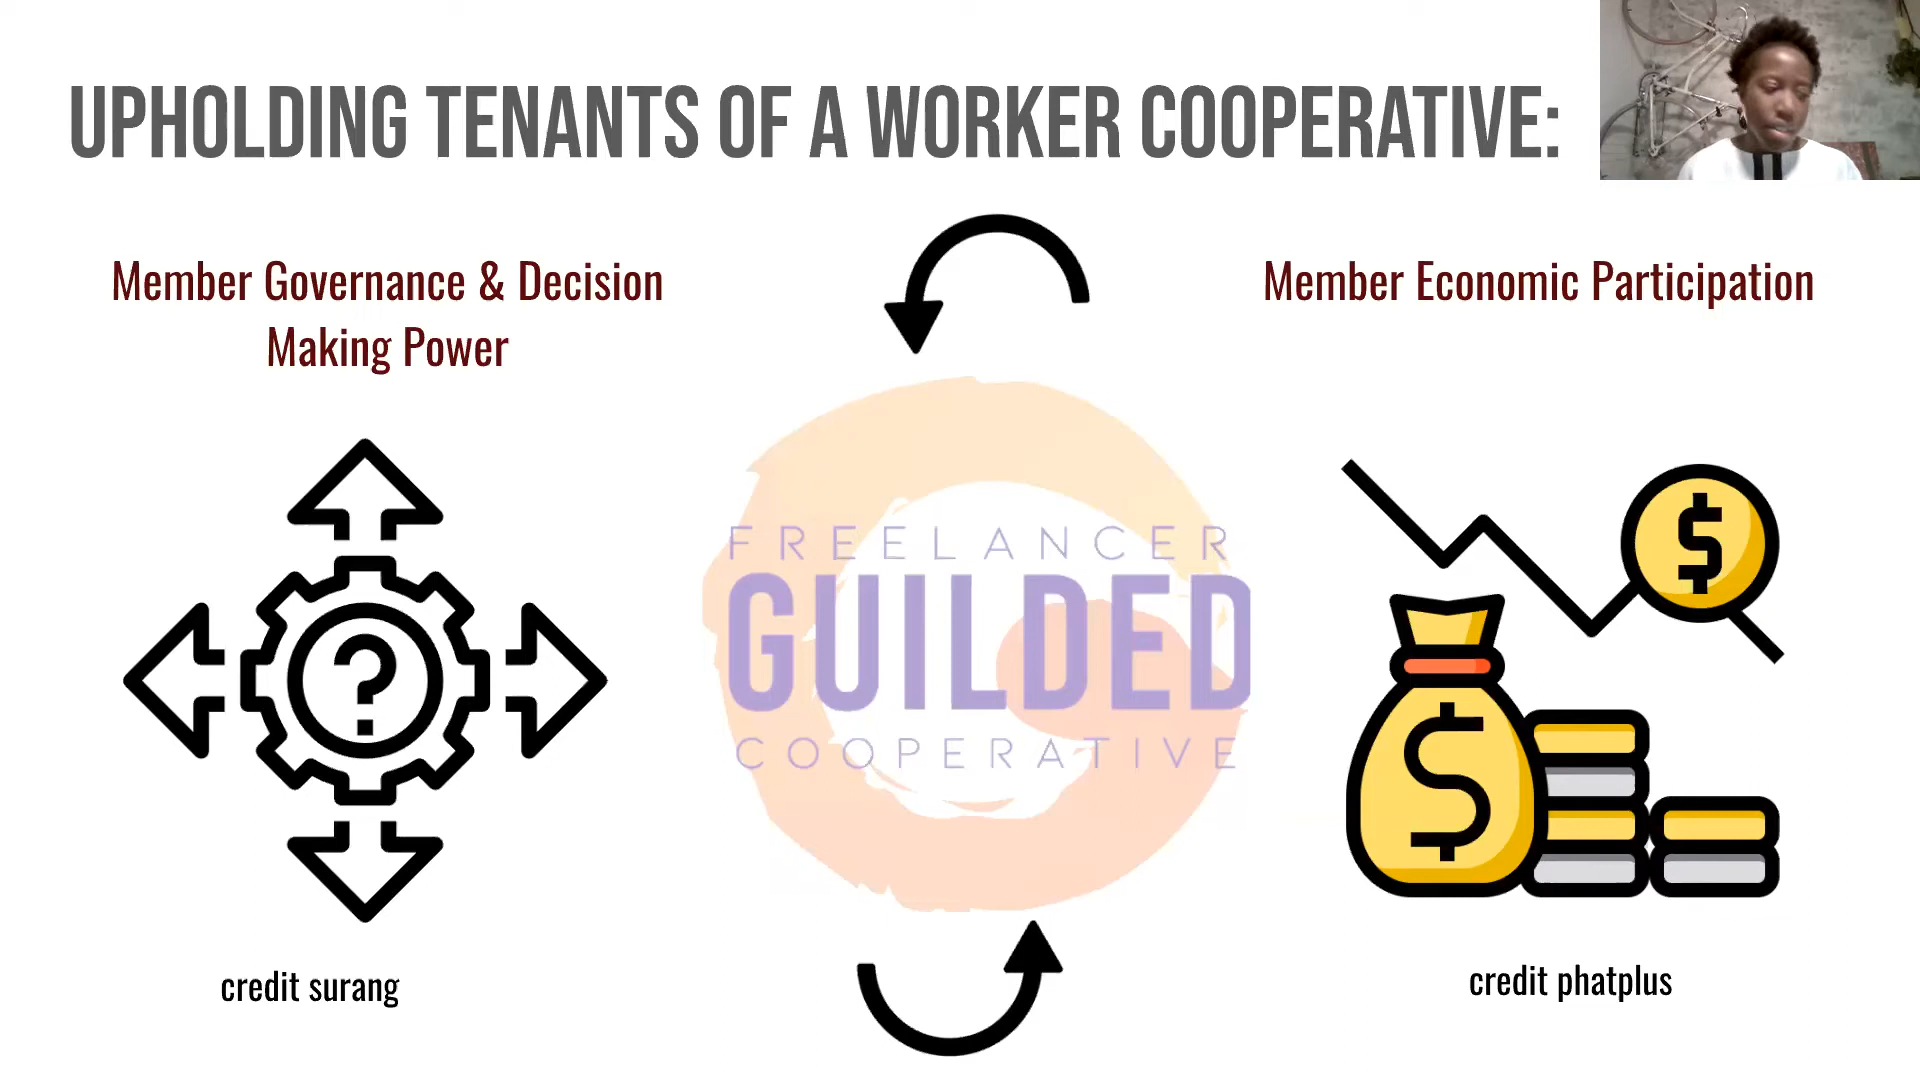 UPHOLDING TENANTS OF A WORKER COOPERATIVE:
Member Governance & Decision
Making Power
Member Economic Participation
FREELANCER
GUILDED
COOPERATIVE
?
$
$
credit surang
credit phatplus